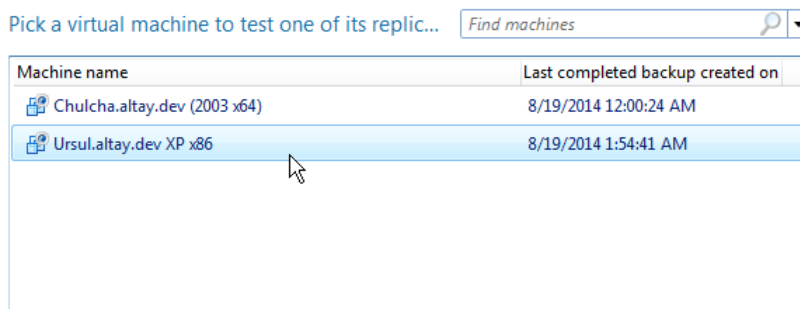 Pick a virtual machine to test one of its replic... Find machines
Machine name Last completed backup created on
Chulcha.altay.dev (2003 x64) 8/19/2014 12:00:24 AM
Ursul.altay.dev XP x86 8/19/2014 1:54:41 AM